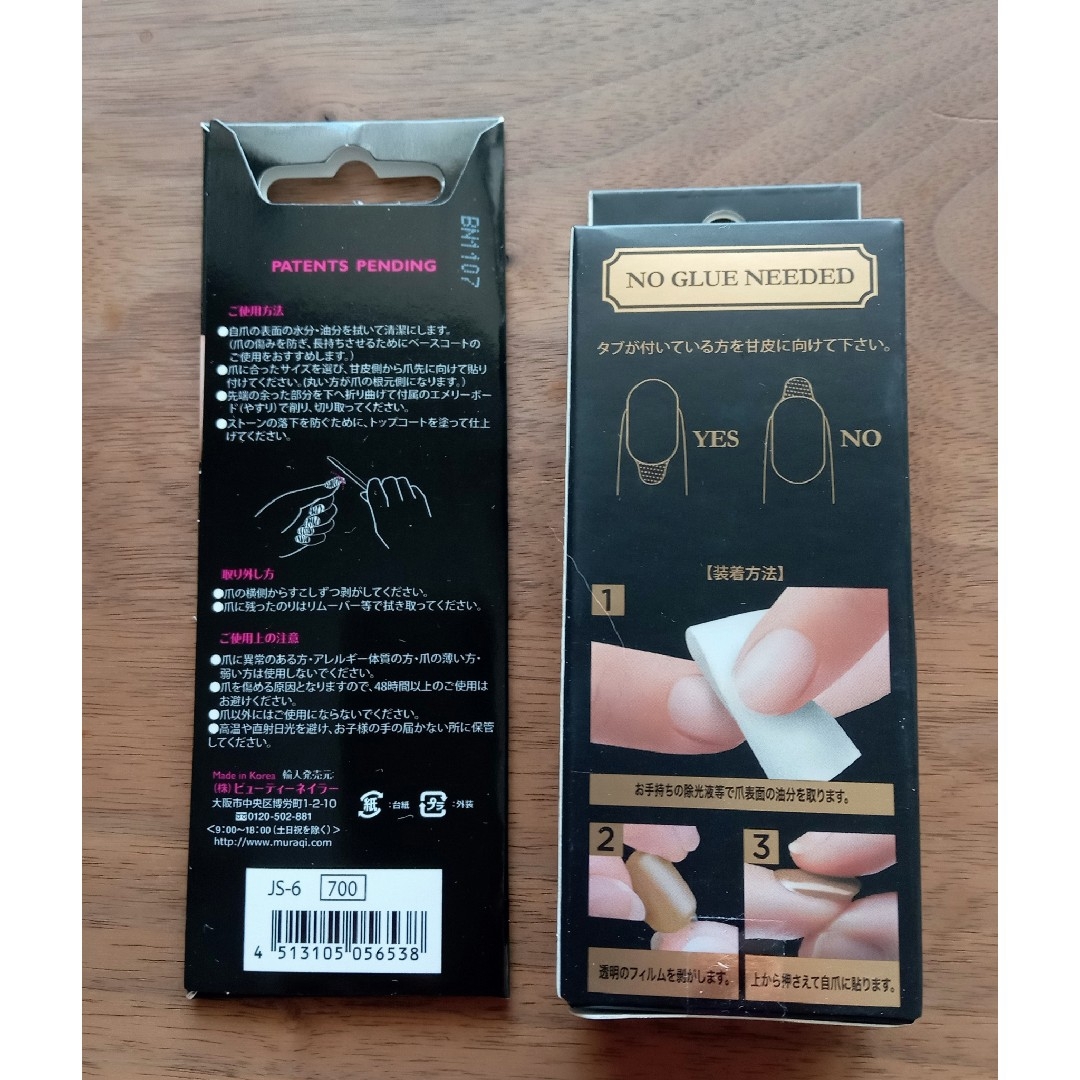 BN1107
PATENTS PENDING
ご使用方法
●自爪の表面の水分・油分を拭いて清潔にします。
(爪の傷みを防ぎ、長持ちさせるためにベースコートの
ご使用をおすすめします。)
●爪に合ったサイズを選び、甘皮側から爪先に向けて貼り
付けてください。(丸い方が爪の根元側になります。)
●先端の余った部分を下へ折り曲げて付属のエメリーボー
ド(やすり)で削り、切り取ってください。
●ストーンの落下を防ぐために、トップコートを塗って仕上
げてください。
取り外し方
●爪の横側からすこしずつ剥がしてください。
●爪に残ったのりはリムーバー等で拭き取ってください。
ご使用上の注意
●爪に異常のある方・アレルギー体質の方・爪の薄い方・
弱い方は使用しないでください。
●爪を傷める原因となりますので、48時間以上のご使用は
お避けください。
●爪以外にはご使用にならないでください。
●高温や直射日光を避け、お子様の手の届かない所に保管
してください。
Made in Korea 輸入発売元:
(株)ビューティーネイラー
大阪市中央区博労町1-2-10
0120-502-881
<9:00~18:00(土日祝を除く)>
http://www.muraqi.com
紙 :台紙 プラ :外装
JS-6 700
4 513105 056538
NO GLUE NEEDED
タブが付いている方を甘皮に向けて下さい。
YES NO
【装着方法】
1
お手持ちの除光液等で爪表面の油分を取ります。
2 3
透明のフィルムを剥がします。 上から押さえて自爪に貼ります。